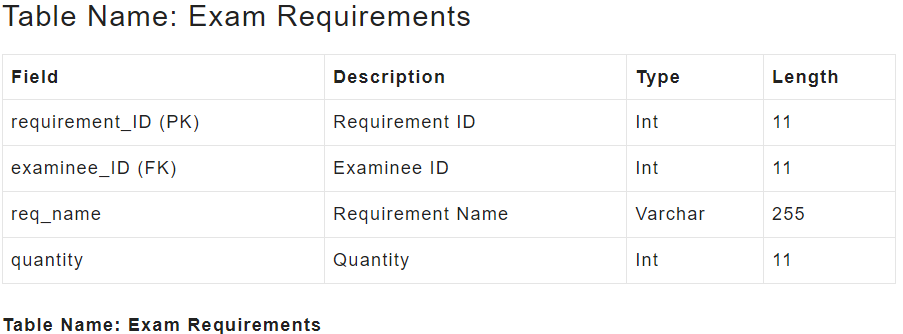 Table Name: Exam Requirements
Field Description Type Length
requirement_ID (PK) Requirement ID Int 11
examinee_ID (FK) Examinee ID Int 11
req_name Requirement Name Varchar 255
quantity Quantity Int 11
Table Name: Exam Requirements